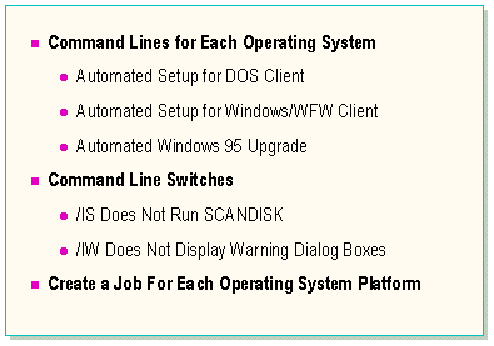 Command Lines for Each Operating System
Automated Setup for DOS Client
Automated Setup for Windows/WFW Client
Automated Windows 95 Upgrade
Command Line Switches
/IS Does Not Run SCANDISK
/IW Does Not Display Warning Dialog Boxes
Create a Job For Each Operating System Platform